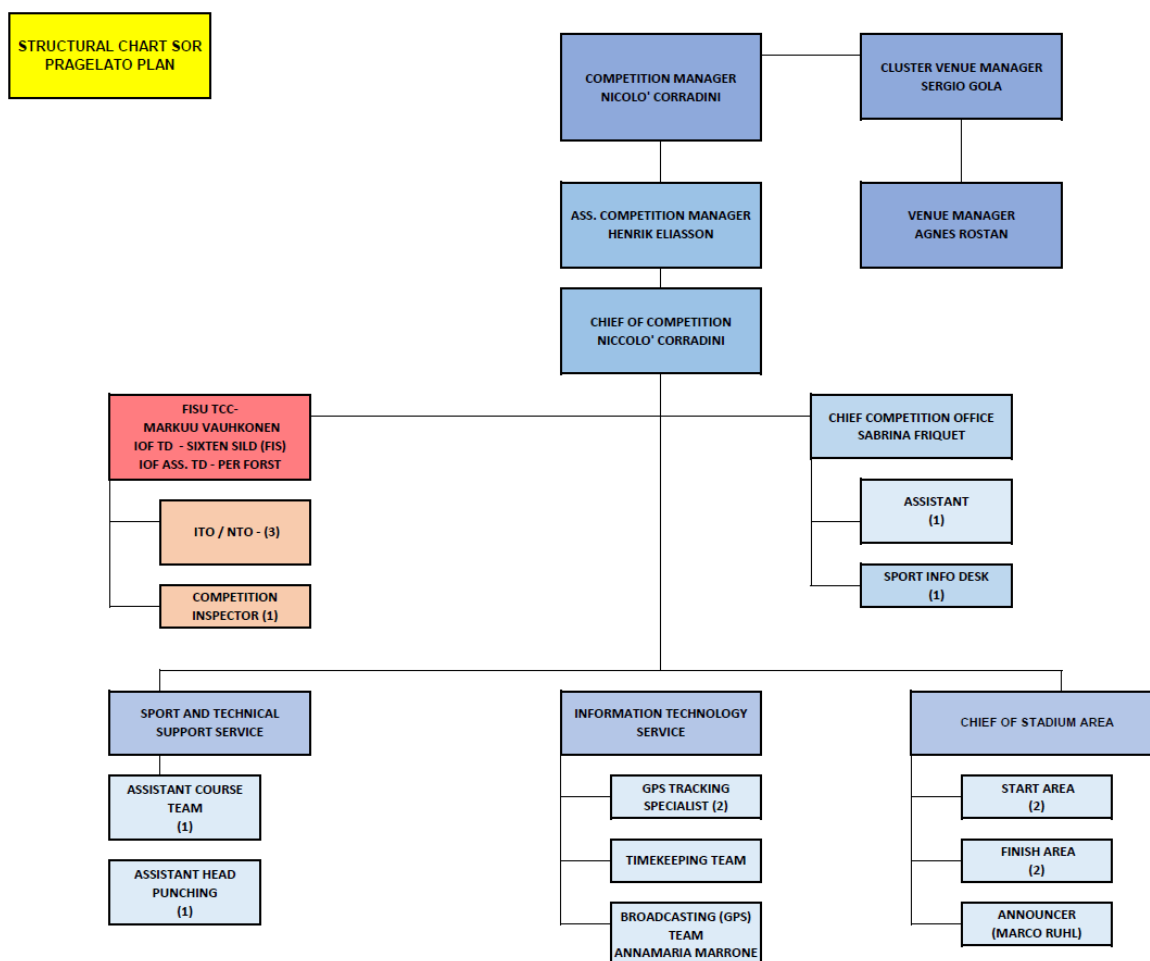 STRUCTURAL CHART SOR
PRAGELATO PLAN
COMPETITION MANAGER
NICOLO' CORRADINI
CLUSTER VENUE MANAGER
SERGIO GOLA
ASS. COMPETITION MANAGER
HENRIK ELIASSON
VENUE MANAGER
AGNES ROSTAN
CHIEF OF COMPETITION
NICCOLO' CORRADINI
FISU TCC-
MARKUU VAUHKONEN
IOF TD - SIXTEN SILD (FIS)
IOF ASS. TD - PER FORST
CHIEF COMPETITION OFFICE
SABRINA FRIQUET
ITO / NTO - (3)
ASSISTANT
(1)
COMPETITION
INSPECTOR (1)
SPORT INFO DESK
(1)
SPORT AND TECHNICAL
SUPPORT SERVICE
ASSISTANT COURSE
TEAM
(1)
ASSISTANT HEAD
PUNCHING
(1)
INFORMATION TECHNOLOGY
SERVICE
GPS TRACKING
SPECIALIST (2)
TIMEKEEPING TEAM
BROADCASTING (GPS)
TEAM
ANNAMARIA MARRONE
CHIEF OF STADIUM AREA
START AREA
(2)
FINISH AREA
(2)
ANNOUNCER
(MARCO RUHL)